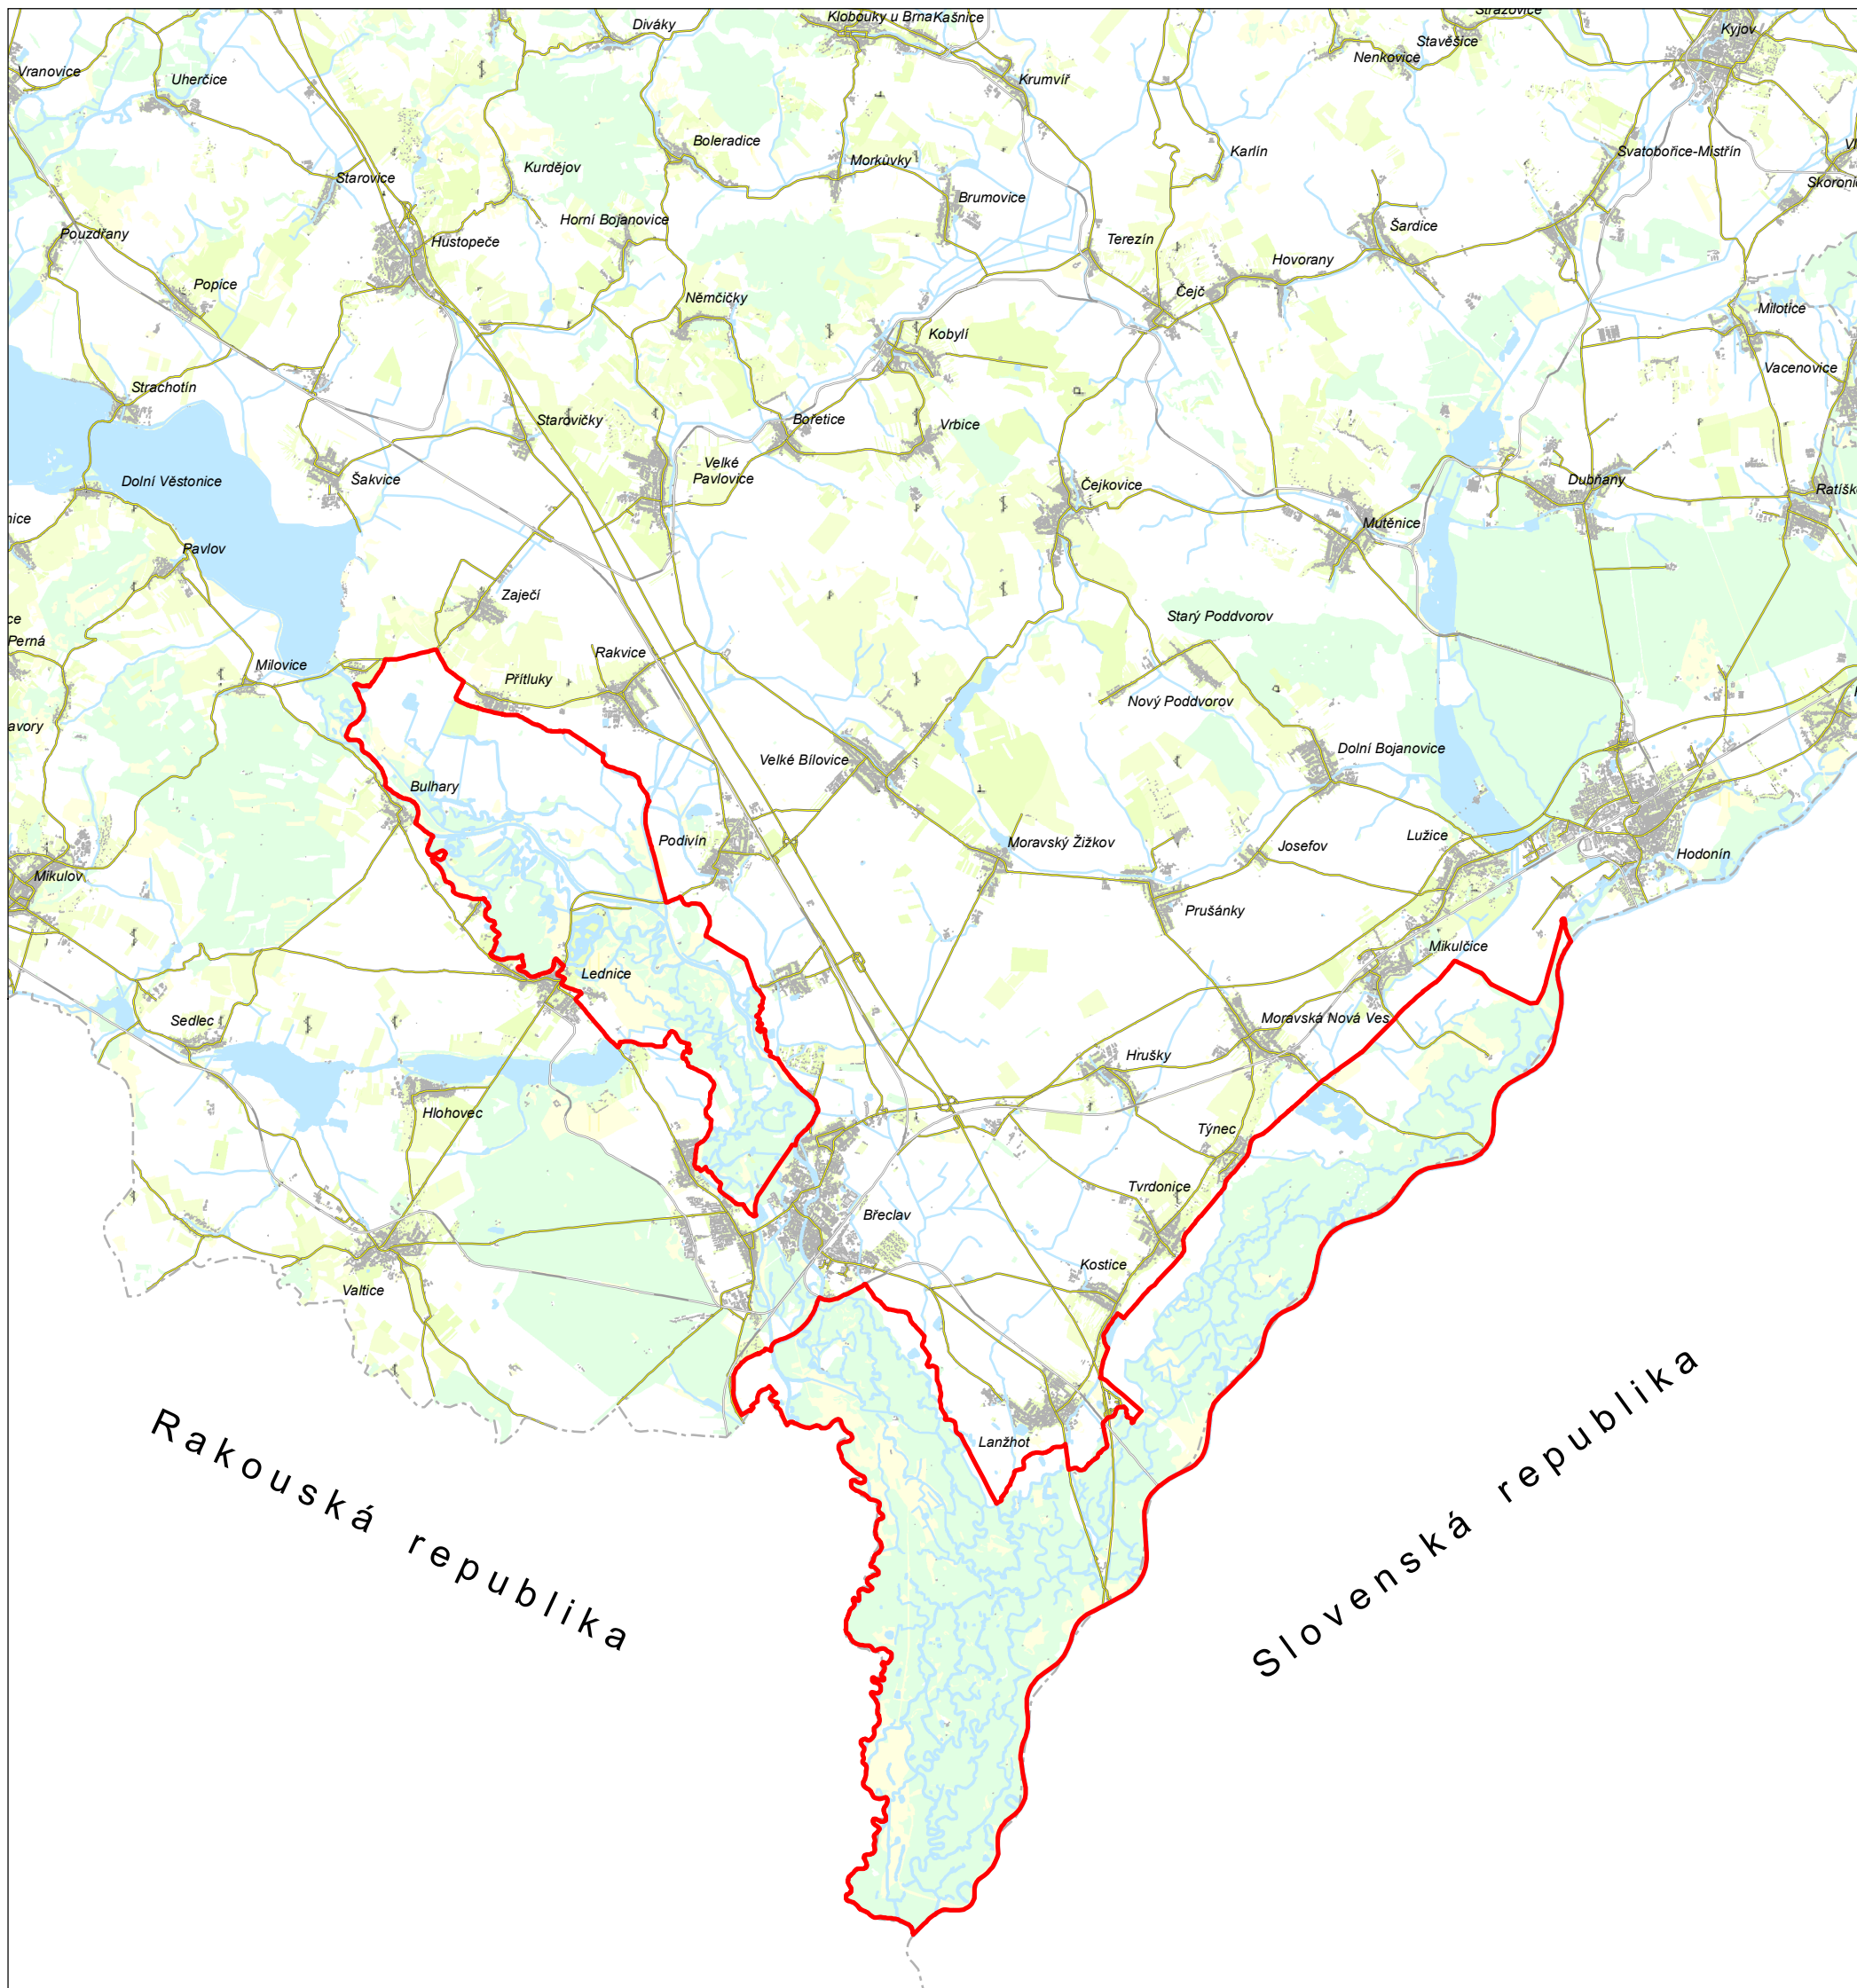 Diváky
Klobouky u Brna
Kašnice
Stavěšice
Kyjov
Vranovice
Uherčice
Krumvíř
Nenkovice
Boleradice
Morkůvky
Karlín
Svatobořice-Mistřín
Starovice
Kurdějov
Brumovice
Pouzdřany
Hustopeče
Horní Bojanovice
Terezín
Šardice
Hovorany
Popice
Němčičky
Čejč
Milotice
Kobylí
Vacenovice
Strachotín
Starovičky
Bořetice
Vrbice
Dolní Věstonice
Šakvice
Velké
Pavlovice
Čejkovice
Dubňany
Mutěnice
nice
Pavlov
Zaječí
Starý Poddvorov
ce
Perná
Milovice
Rakvice
Přítluky
Nový Poddvorov
avory
Velké Bílovice
Dolní Bojanovice
Bulhary
Podivín
Moravský Žižkov
Josefov
Lužice
Hodonín
Mikulov
Prušánky
Mikulčice
Lednice
Sedlec
Moravská Nová Ves
Hrušky
Hlohovec
Týnec
Tvrdonice
Břeclav
Kostice
Valtice
Lanžhot
Rakouská republika
Slovenská republika